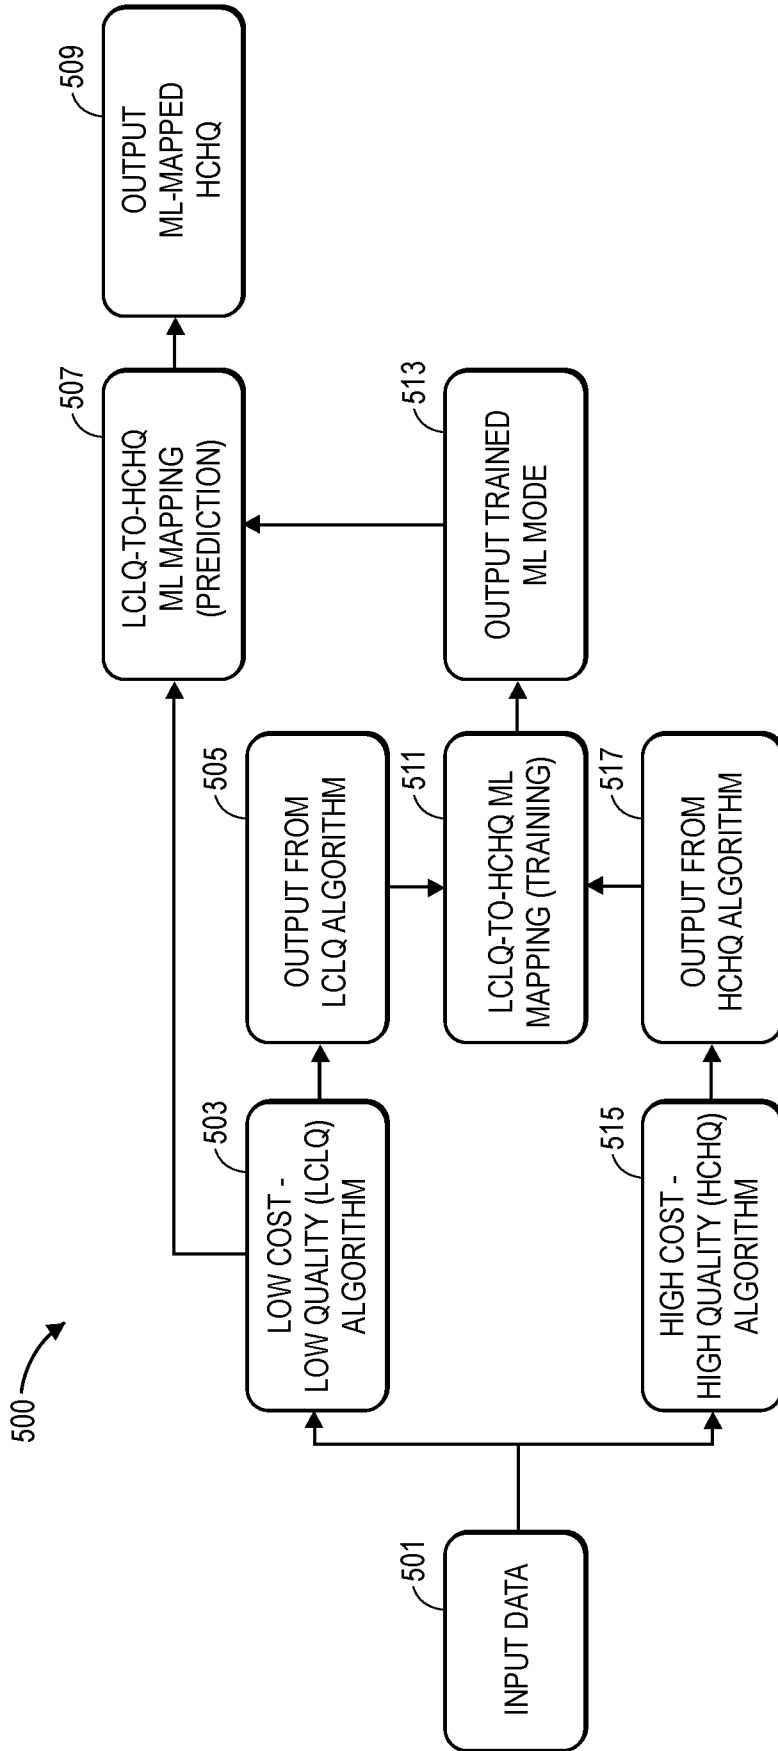 500
501
INPUT DATA
503
LOW COST -
LOW QUALITY (LCLQ)
ALGORITHM
505
OUTPUT FROM
LCLQ ALGORITHM
507
LCLQ-TO-HCHQ
ML MAPPING
(PREDICTION)
509
OUTPUT
ML-MAPPED
HCHQ
511
LCLQ-TO-HCHQ ML
MAPPING (TRAINING)
513
OUTPUT TRAINED
ML MODE
515
HIGH COST -
HIGH QUALITY (HCHQ)
ALGORITHM
517
OUTPUT FROM
HCHQ ALGORITHM